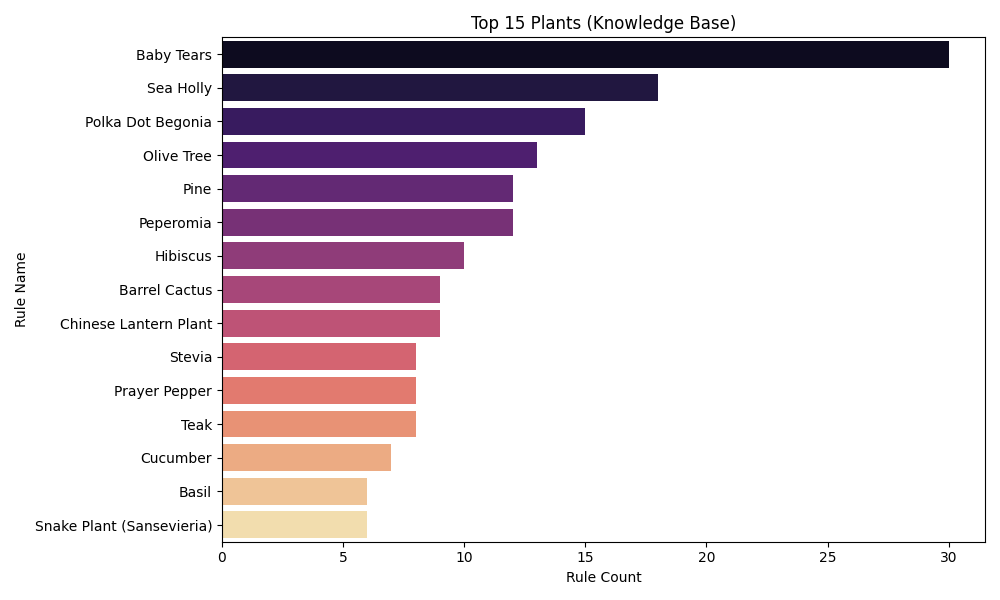 Top 15 Plants (Knowledge Base)
Rule Name
Baby Tears
Sea Holly
Polka Dot Begonia
Olive Tree
Pine
Peperomia
Hibiscus
Barrel Cactus
Chinese Lantern Plant
Stevia
Prayer Pepper
Teak
Cucumber
Basil
Snake Plant (Sansevieria)
0 5 10 15 20 25 30
Rule Count